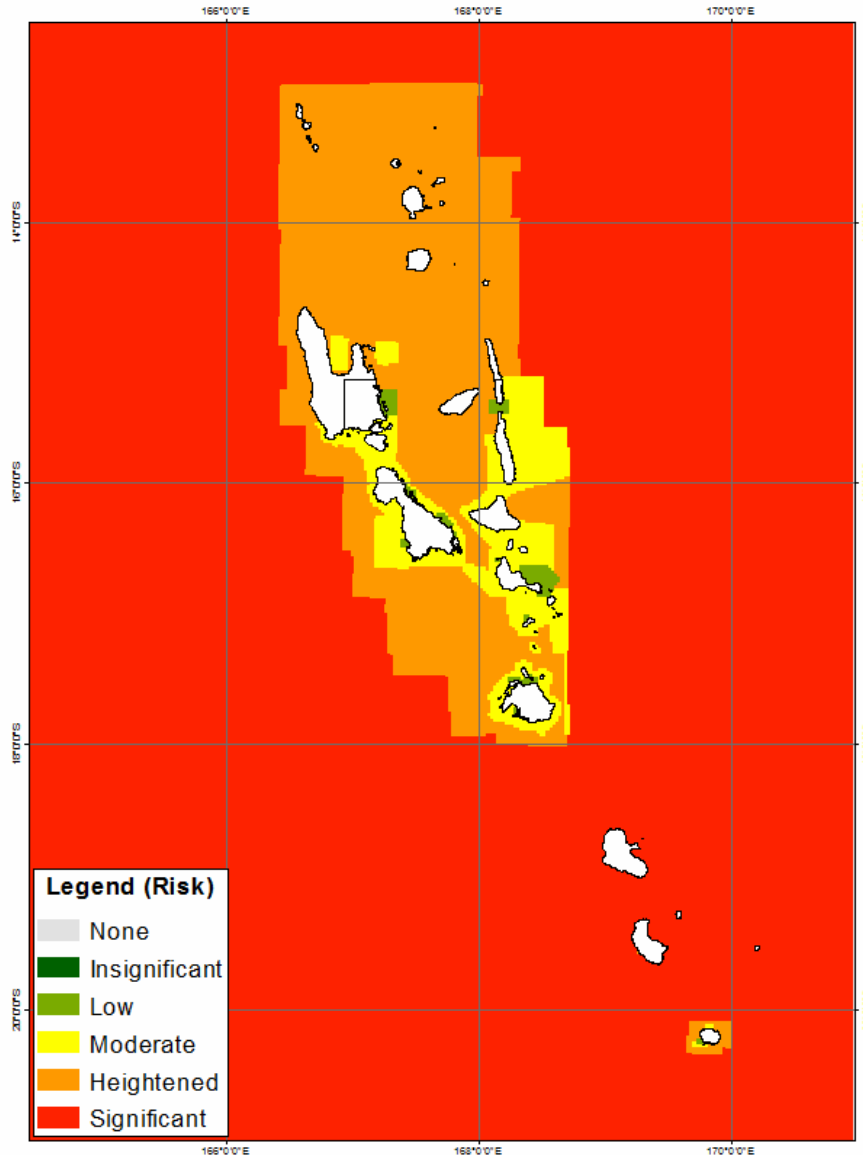 166°0'0"E
168°0'0"E
170°0'0"E
14°0'0"S
16°0'0"S
18°0'0"S
20°0'0"S
Legend (Risk)
None
Insignificant
Low
Moderate
Heightened
Significant
166°0'0"E
168°0'0"E
170°0'0"E